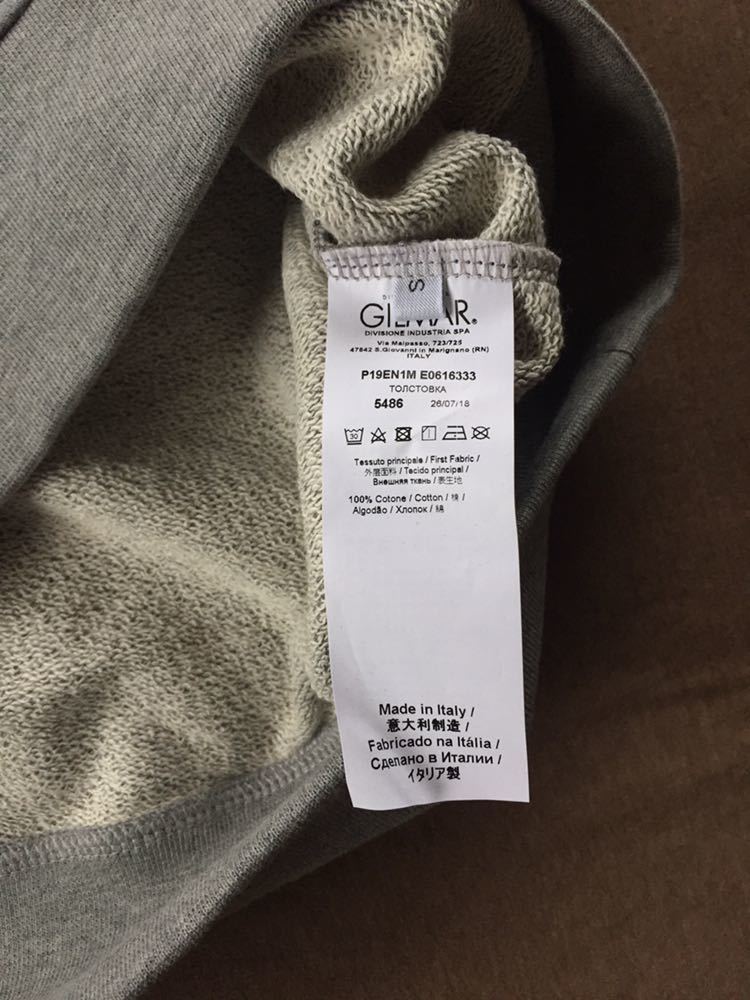 S
GILMAR®
DIVISIONE INDUSTRIA SPA
Via Malpasso, 723/725
47842 S.Giovanni in Marignano (RN)
ITALY
P19EN1M E0616333
ТОЛСТОВКА
5486 26/07/18
30
Tessuto principale / First Fabric /
外層面料 / Tecido principal /
Внешняя ткань / 表生地
100% Cotone / Cotton / 棉 /
Algodão / Хлопок / 綿
Made in Italy /
意大利制造 /
Fabricado na Itália /
Сделано в Италии /
イタリア製